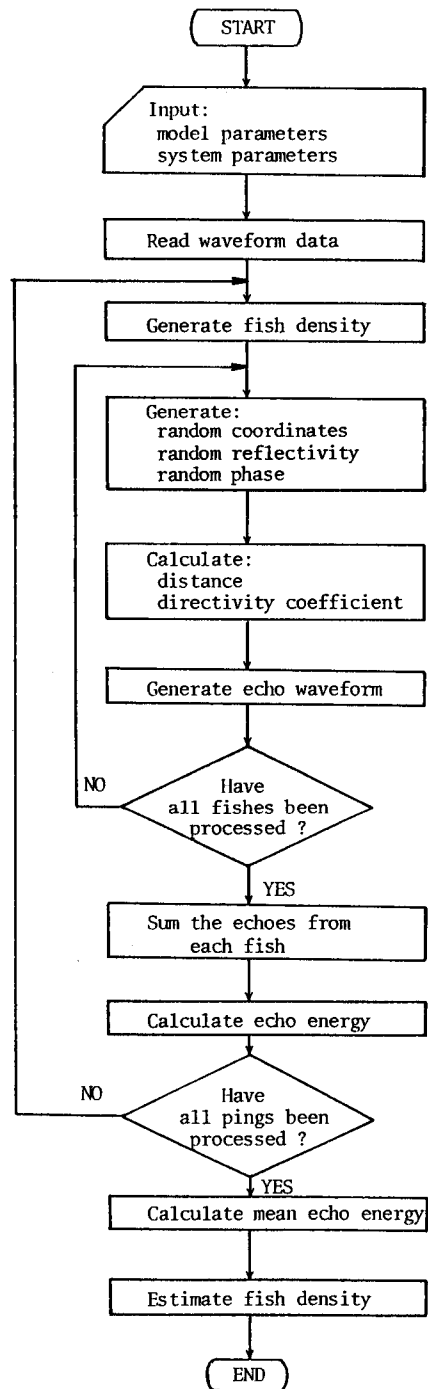 START
Input:
model parameters
system parameters
Read waveform data
Generate fish density
Generate:
random coordinates
random reflectivity
random phase
Calculate:
distance
directivity coefficient
Generate echo waveform
NO
Have
all fishes been
processed ?
YES
Sum the echoes from
each fish
Calculate echo energy
NO
Have
all pings been
processed ?
YES
Calculate mean echo energy
Estimate fish density
END